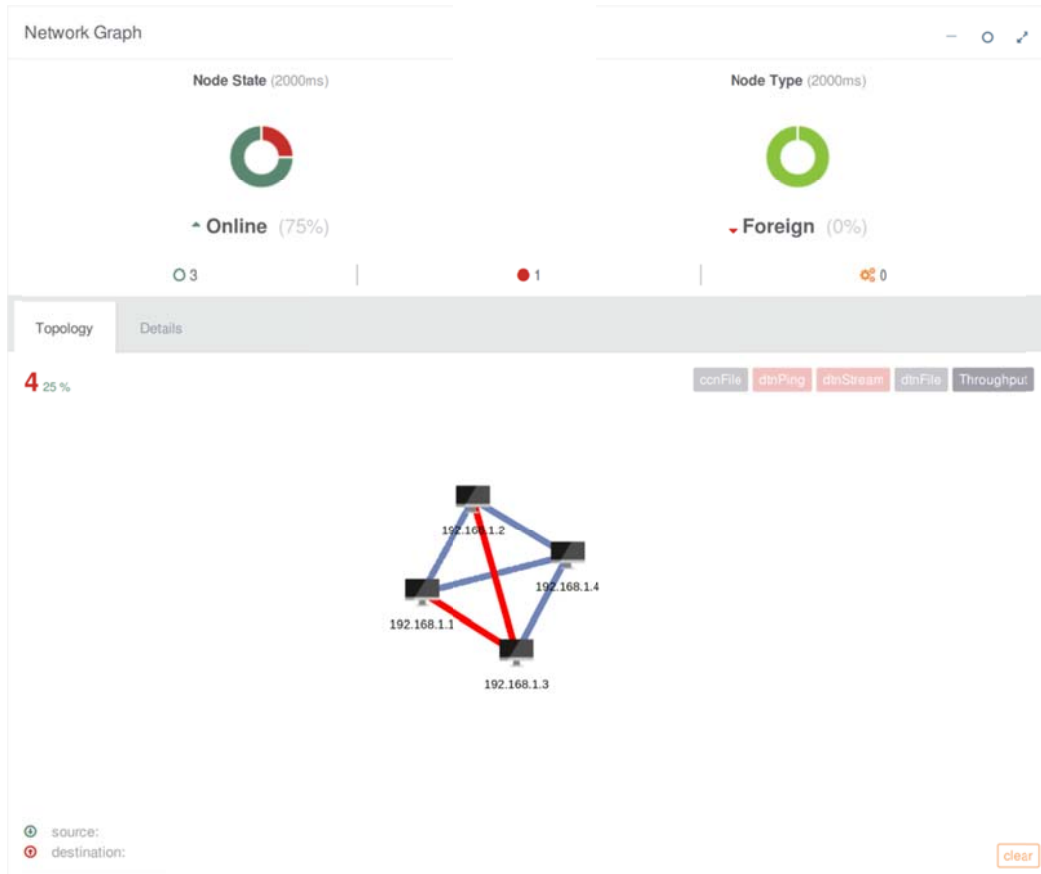 Network Graph
Node State (2000ms)
Node Type (2000ms)
Online (75%)
Foreign (0%)
3
1
0
Topology
Details
4 25 %
ccnFile
dtnPing
dtnStream
dtnFile
Throughput
192.168.1.2
192.168.1.4
192.168.1.1
192.168.1.3
source:
destination:
clear